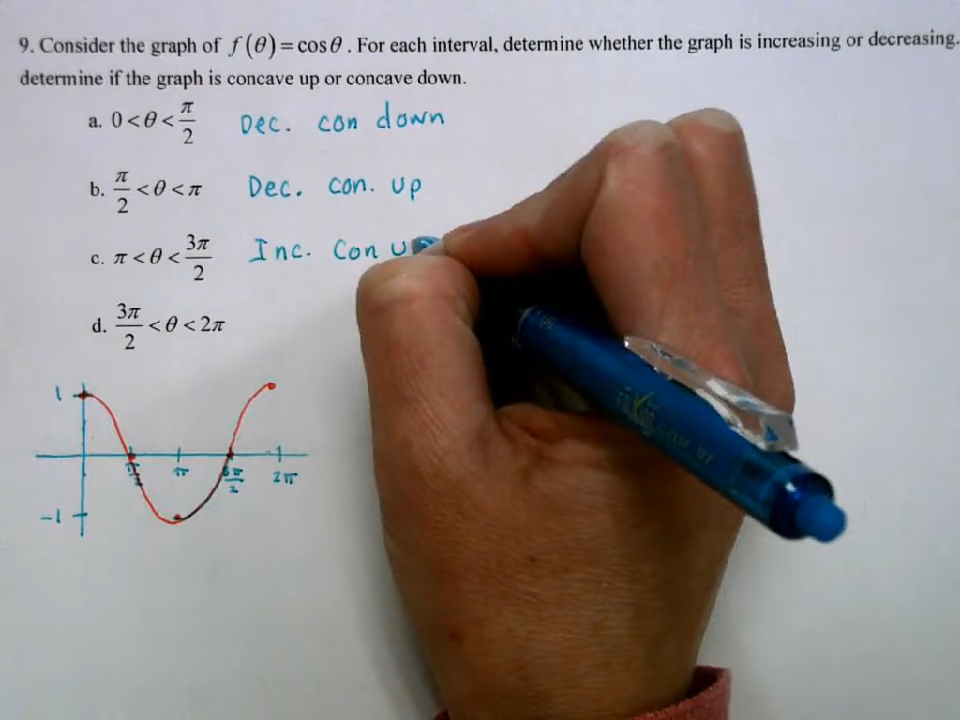 9. Consider the graph of f(θ) = cos θ. For each interval, determine whether the graph is increasing or decreasing.
determine if the graph is concave up or concave down.
a. 0 < θ < π/2 Dec. con down
b. π/2 < θ < π Dec. con. up
c. π < θ < 3π/2 Inc. Con u
d. 3π/2 < θ < 2π
1
π/2 π 3π/2 2π
-1